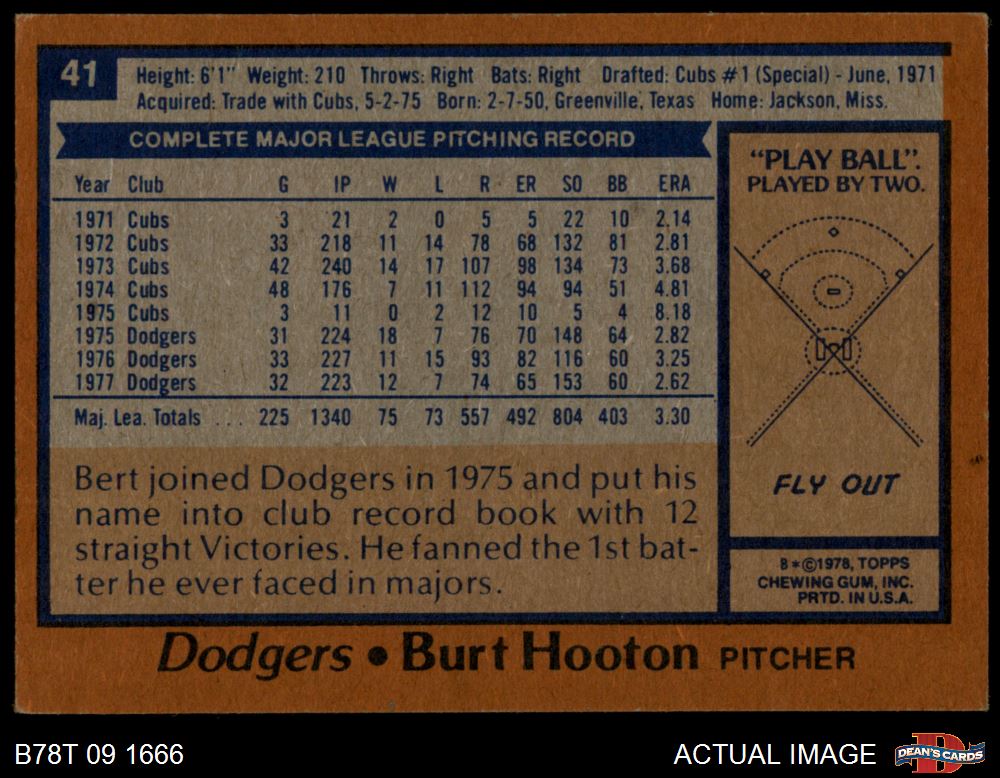 41
Height: 6'1" Weight: 210 Throws: Right Bats: Right Drafted: Cubs #1 (Special) - June, 1971
Acquired: Trade with Cubs, 5-2-75 Born: 2-7-50, Greenville, Texas Home: Jackson, Miss.
COMPLETE MAJOR LEAGUE PITCHING RECORD
Year Club G IP W L R ER SO BB ERA
1971 Cubs 3 21 2 0 5 5 22 10 2.14
1972 Cubs 33 218 11 14 78 68 132 81 2.81
1973 Cubs 42 240 14 17 107 98 134 73 3.68
1974 Cubs 48 176 7 11 112 94 94 51 4.81
1975 Cubs 3 11 0 2 12 10 5 4 8.18
1975 Dodgers 31 224 18 7 76 70 148 64 2.82
1976 Dodgers 33 227 11 15 93 82 116 60 3.25
1977 Dodgers 32 223 12 7 74 65 153 60 2.62
Maj. Lea. Totals ... 225 1340 75 73 557 492 804 403 3.30
Bert joined Dodgers in 1975 and put his
name into club record book with 12
straight Victories. He fanned the 1st bat-
ter he ever faced in majors.
"PLAY BALL".
PLAYED BY TWO.
FLY OUT
B*©1978, TOPPS
CHEWING GUM, INC.
PRTD. IN U.S.A.
Dodgers • Burt Hooton PITCHER
B78T 09 1666
ACTUAL IMAGE
DEAN'S CARDS